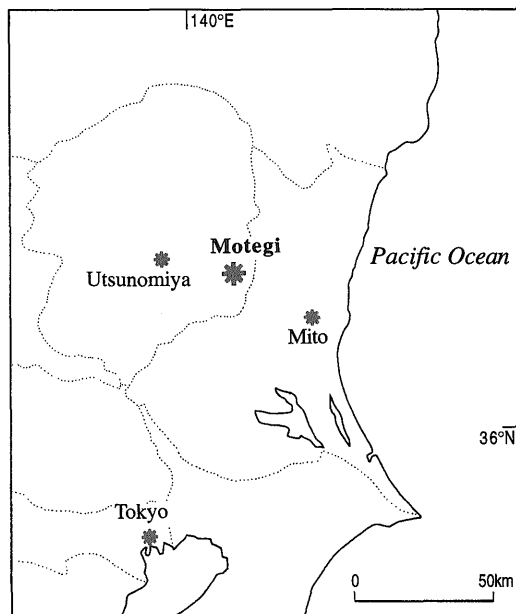 140°E
Motegi
Pacific Ocean
Utsunomiya
Mito
36°N
Tokyo
0 50km